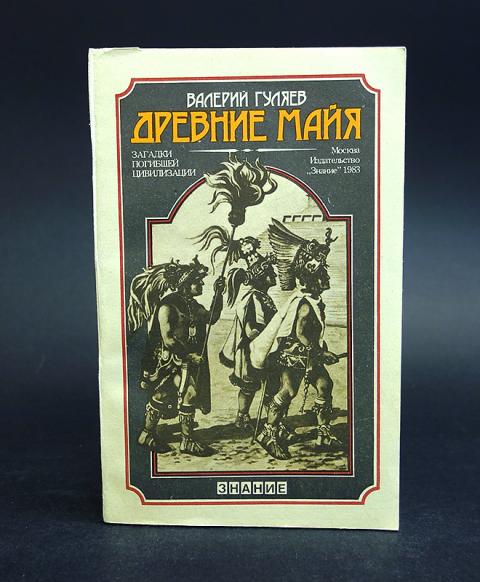 ВАЛЕРИЙ ГУЛЯЕВ
ДРЕВНИЕ МАЙЯ
ЗАГАДКИ
ПОГИБШЕЙ
ЦИВИЛИЗАЦИИ
Москва
Издательство
„Знание" 1983
ЗНАНИЕ